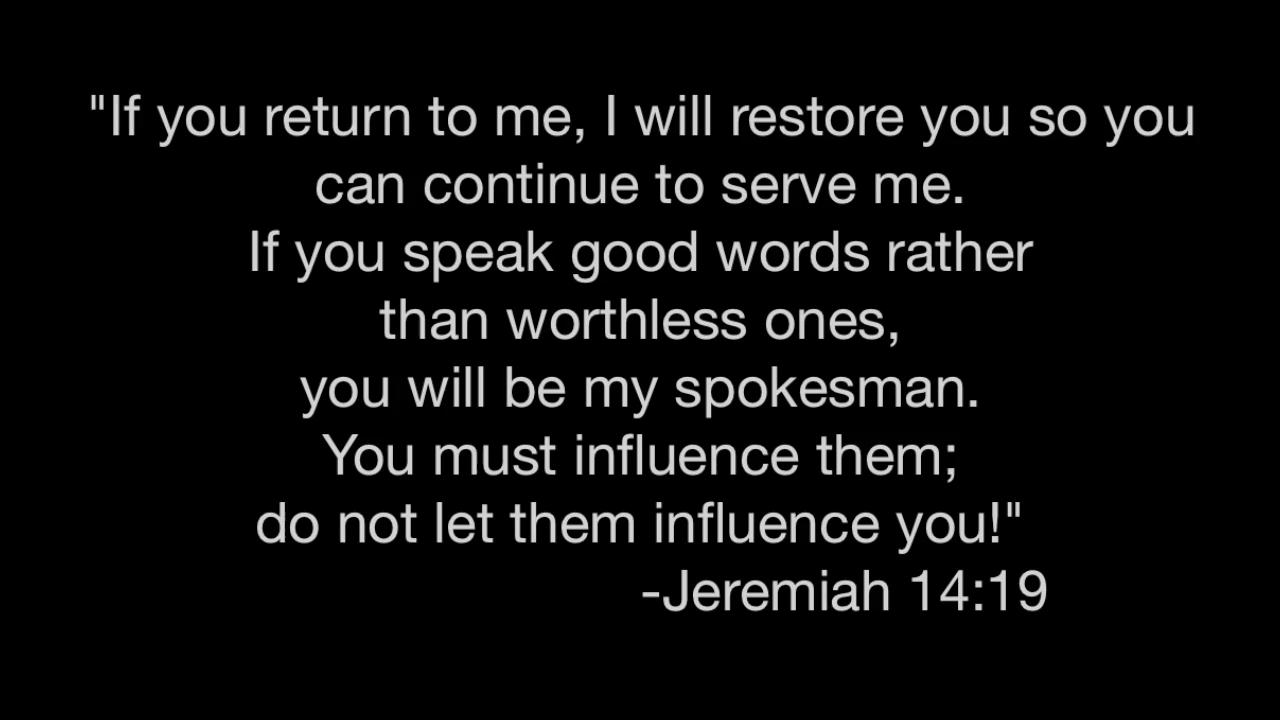 "If you return to me, I will restore you so you
can continue to serve me.
If you speak good words rather
than worthless ones,
you will be my spokesman.
You must influence them;
do not let them influence you!"
-Jeremiah 14:19